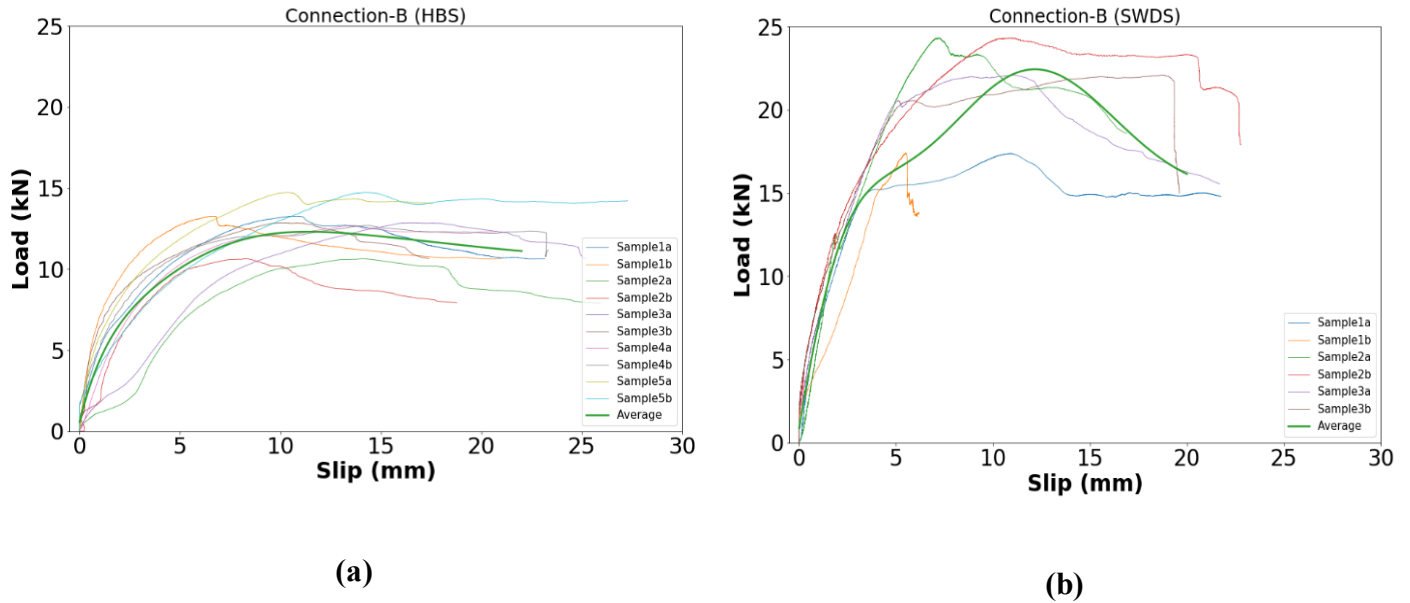 Connection-B (HBS)
25
20
15
10
5
0
0 5 10 15 20 25 30
Load (kN)
Slip (mm)
Sample1a
Sample1b
Sample2a
Sample2b
Sample3a
Sample3b
Sample4a
Sample4b
Sample5a
Sample5b
Average
(a)
Connection-B (SWDS)
25
20
15
10
5
0
0 5 10 15 20 25 30
Load (kN)
Slip (mm)
Sample1a
Sample1b
Sample2a
Sample2b
Sample3a
Sample3b
Average
(b)